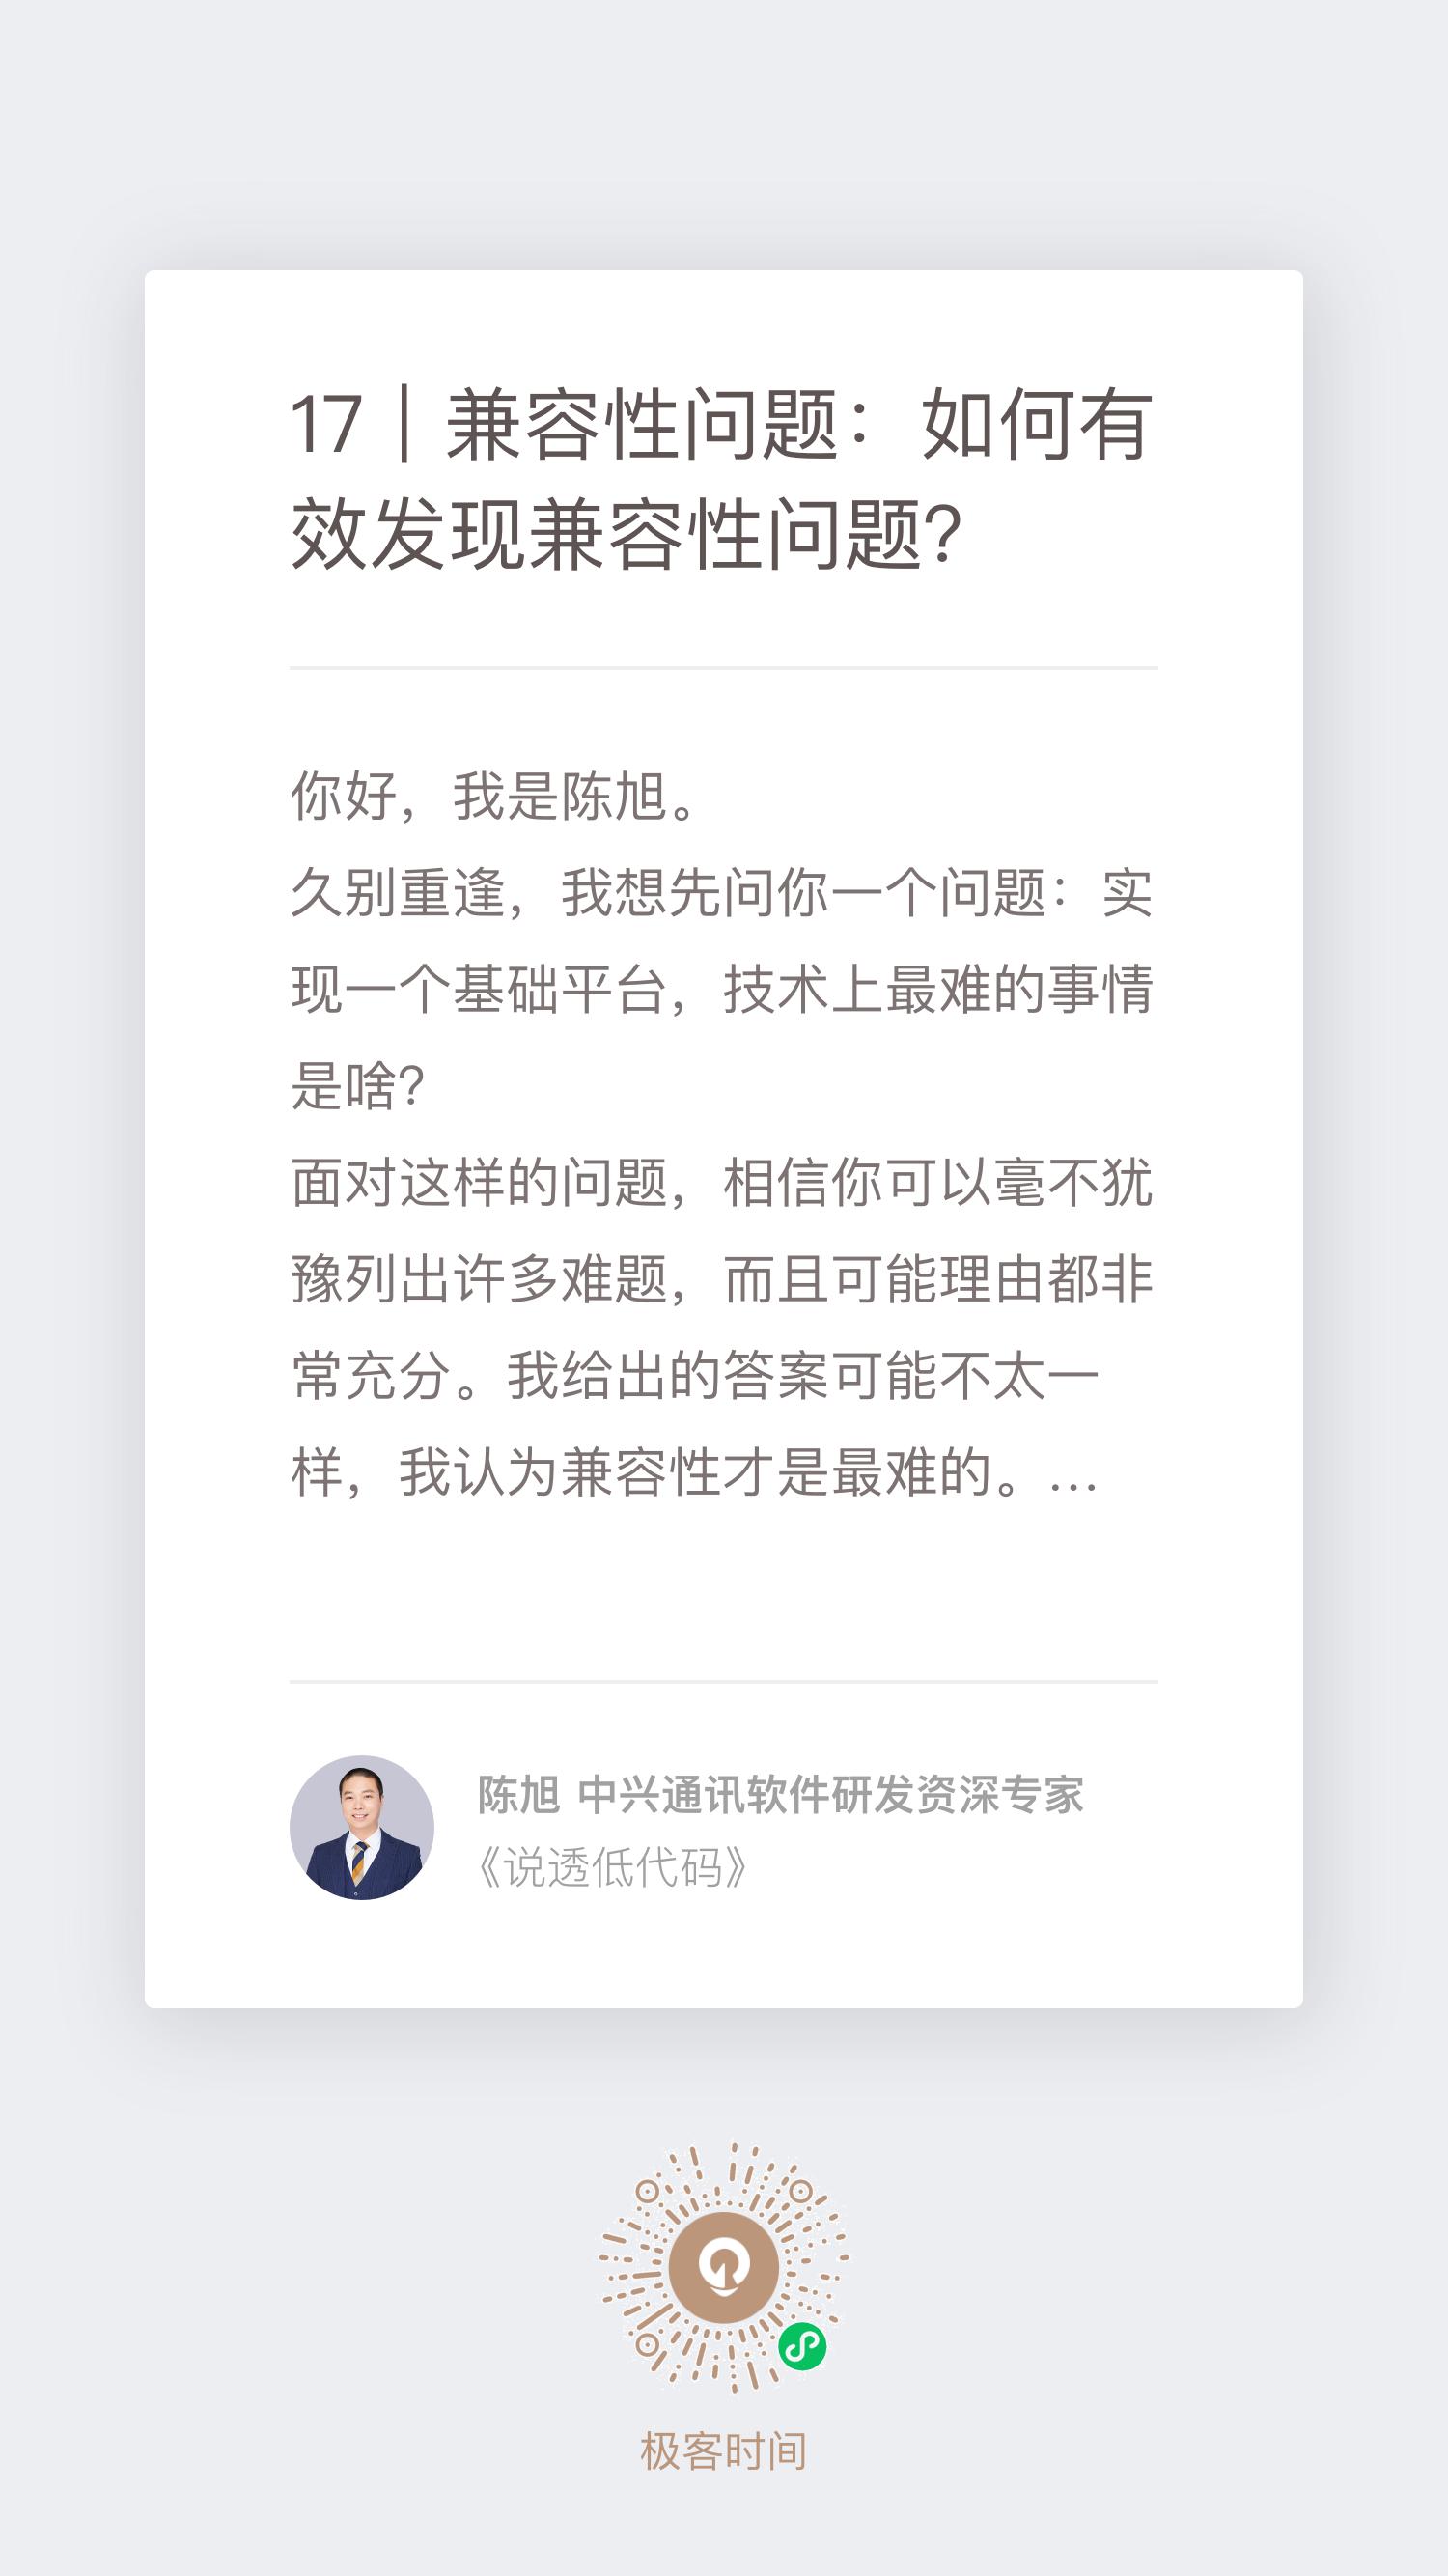 17｜兼容性问题：如何有
效发现兼容性问题？
你好，我是陈旭。
久别重逢，我想先问你一个问题：实
现一个基础平台，技术上最难的事情
是啥？
面对这样的问题，相信你可以毫不犹
豫列出许多难题，而且可能理由都非
常充分。我给出的答案可能不太一
样，我认为兼容性才是最难的。...
陈旭 中兴通讯软件研发资深专家
《说透低代码》
极客时间